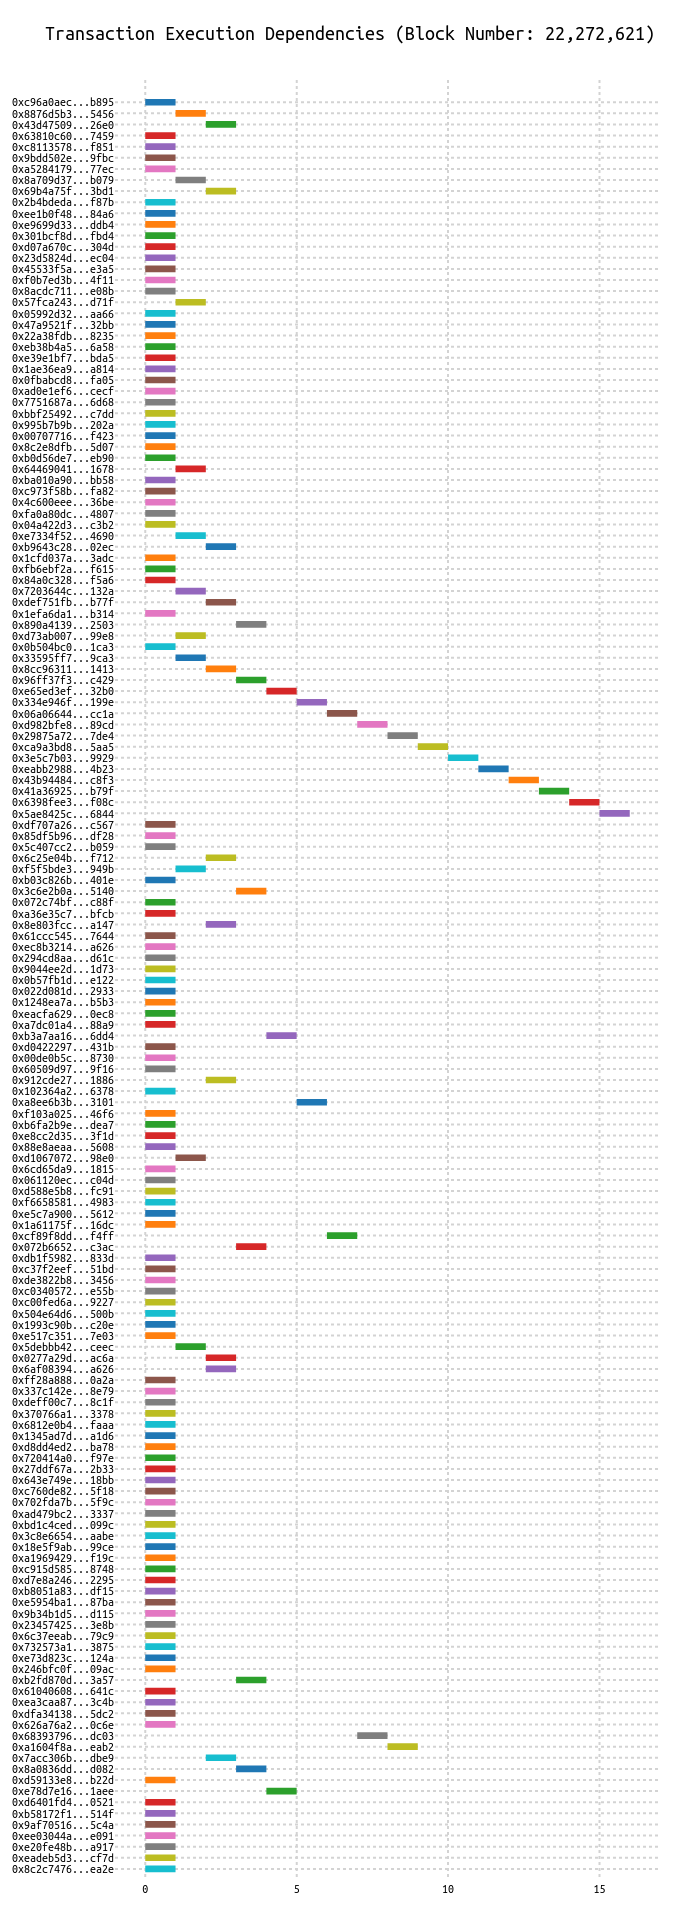 Transaction Execution Dependencies (Block Number: 22,272,621)
0xc96a0aec...b895
0x8876d5b3...5456
0x43d47509...26e0
0x63810c60...7459
0xc8113578...f851
0x9bdd502e...9fbc
0xa5284179...77ec
0x8a709d37...b079
0x69b4a75f...3bd1
0x2b4bdeda...f87b
0xee1b0f48...84a6
0xe9699d33...ddb4
0x301bcf8d...fbd4
0xd07a670c...304d
0x23d5824d...ec04
0x45533f5a...e3a5
0xf0b7ed3b...4f11
0x8acdc711...e08b
0x57fca243...d71f
0x05992d32...aa66
0x47a9521f...32bb
0x22a38fdb...8235
0xeb38b4a5...6a58
0xe39e1bf7...bda5
0x1ae36ea9...a814
0x0fbabcd8...fa05
0xad0e1ef6...cecf
0x7751687a...6d68
0xbbf25492...c7dd
0x995b7b9b...202a
0x00707716...f423
0x8c2e8dfb...5d07
0xb0d56de7...eb90
0x64469041...1678
0xba010a90...bb58
0xc973f58b...fa82
0x4c600eee...36be
0xfa0a80dc...4807
0x04a422d3...c3b2
0xe7334f52...4690
0xb9643c28...02ec
0x1cfd037a...3adc
0xfb6ebf2a...f615
0x84a0c328...f5a6
0x7203644c...132a
0xdef751fb...b77f
0x1efa6da1...b314
0x890a4139...2503
0xd73ab007...99e8
0x0b504bc0...1ca3
0x33595ff7...9ca3
0x8cc96311...1413
0x96ff37f3...c429
0xe65ed3ef...32b0
0x334e946f...199e
0x06a06644...cc1a
0xd982bfe8...89cd
0x29875a72...7de4
0xca9a3bd8...5aa5
0x3e5c7b03...9929
0xeabb2988...4b23
0x43b94484...c8f3
0x41a36925...b79f
0x6398fee3...f08c
0x5ae8425c...6844
0xdf707a26...c567
0x85df5b96...df28
0x5c407cc2...b059
0x6c25e04b...f712
0xf5f5bde3...949b
0xb03c826b...401e
0x3c6e2b0a...5140
0x072c74bf...c88f
0xa36e35c7...bfcb
0x8e803fcc...a147
0x61ccc545...7644
0xec8b3214...a626
0x294cd8aa...d61c
0x9044ee2d...1d73
0x0b57fb1d...e122
0x022d081d...2933
0x1248ea7a...b5b3
0xeacfa629...0ec8
0xa7dc01a4...88a9
0xb3a7aa16...6dd4
0xd0422297...431b
0x00de0b5c...8730
0x60509d97...9f16
0x912cde27...1886
0x102364a2...6378
0xa8ee6b3b...3101
0xf103a025...46f6
0xb6fa2b9e...dea7
0xe8cc2d35...3f1d
0x88e8aeaa...5608
0xd1067072...98e0
0x6cd65da9...1815
0x061120ec...c04d
0xd588e5b8...fc91
0xf6658581...4983
0xe5c7a900...5612
0x1a61175f...16dc
0xcf89f8dd...f4ff
0x072b6652...c3ac
0xdb1f5982...833d
0xc37f2eef...51bd
0xde3822b8...3456
0xc0340572...e55b
0xc00fed6a...9227
0x504e64d6...500b
0x1993c90b...c20e
0xe517c351...7e03
0x5debbb42...ceec
0x0277a29d...ac6a
0x6af08394...a626
0xff28a888...0a2a
0x337c142e...8e79
0xdeff00c7...8c1f
0x370766a1...3378
0x6812e0b4...faaa
0x1345ad7d...a1d6
0xd8dd4ed2...ba78
0x720414a0...f97e
0x27ddf67a...2b33
0x643e749e...18bb
0xc760de82...5f18
0x702fda7b...5f9c
0xad479bc2...3337
0xbd1c4ced...099c
0x3c8e6654...aabe
0x18e5f9ab...99ce
0xa1969429...f19c
0xc915d585...8748
0xd7e8a246...2295
0xb8051a83...df15
0xe5954ba1...87ba
0x9b34b1d5...d115
0x23457425...3e8b
0x6c37eeab...79c9
0x732573a1...3875
0xe73d823c...124a
0x246bfc0f...09ac
0xb2fd870d...3a57
0x61040608...641c
0xea3caa87...3c4b
0xdfa34138...5dc2
0x626a76a2...0c6e
0x68393796...dc03
0xa1604f8a...eab2
0x7acc306b...dbe9
0x8a0836dd...d082
0xd59133e8...b22d
0xe78d7e16...1aee
0xd6401fd4...0521
0xb58172f1...514f
0x9af70516...5c4a
0xee03044a...e091
0xe20fe48b...a917
0xeadeb5d3...cf7d
0x8c2c7476...ea2e
0 5 10 15